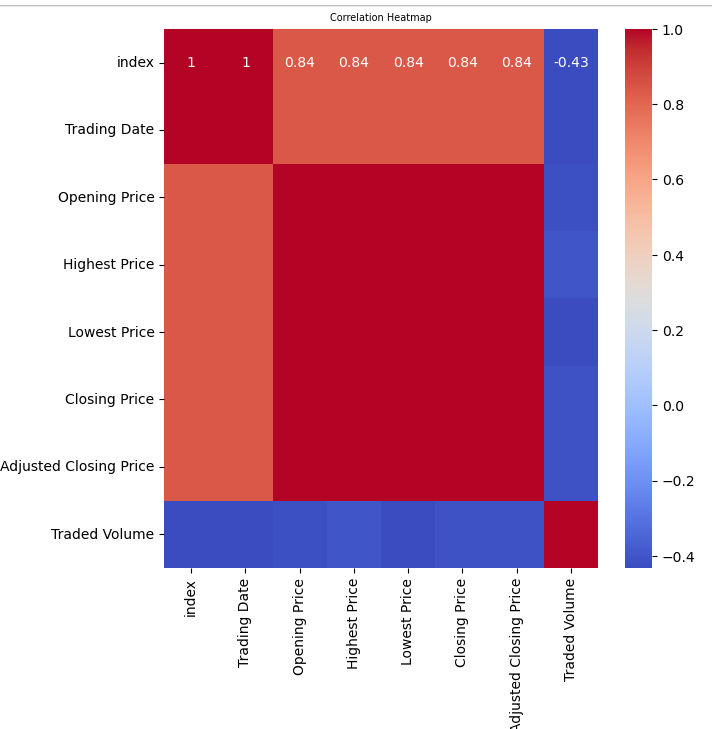 Correlation Heatmap
index 1 1 0.84 0.84 0.84 0.84 0.84 -0.43
Trading Date
Opening Price
Highest Price
Lowest Price
Closing Price
Adjusted Closing Price
Traded Volume
index
Trading Date
Opening Price
Highest Price
Lowest Price
Closing Price
Adjusted Closing Price
Traded Volume
1.0
0.8
0.6
0.4
0.2
0.0
−0.2
−0.4